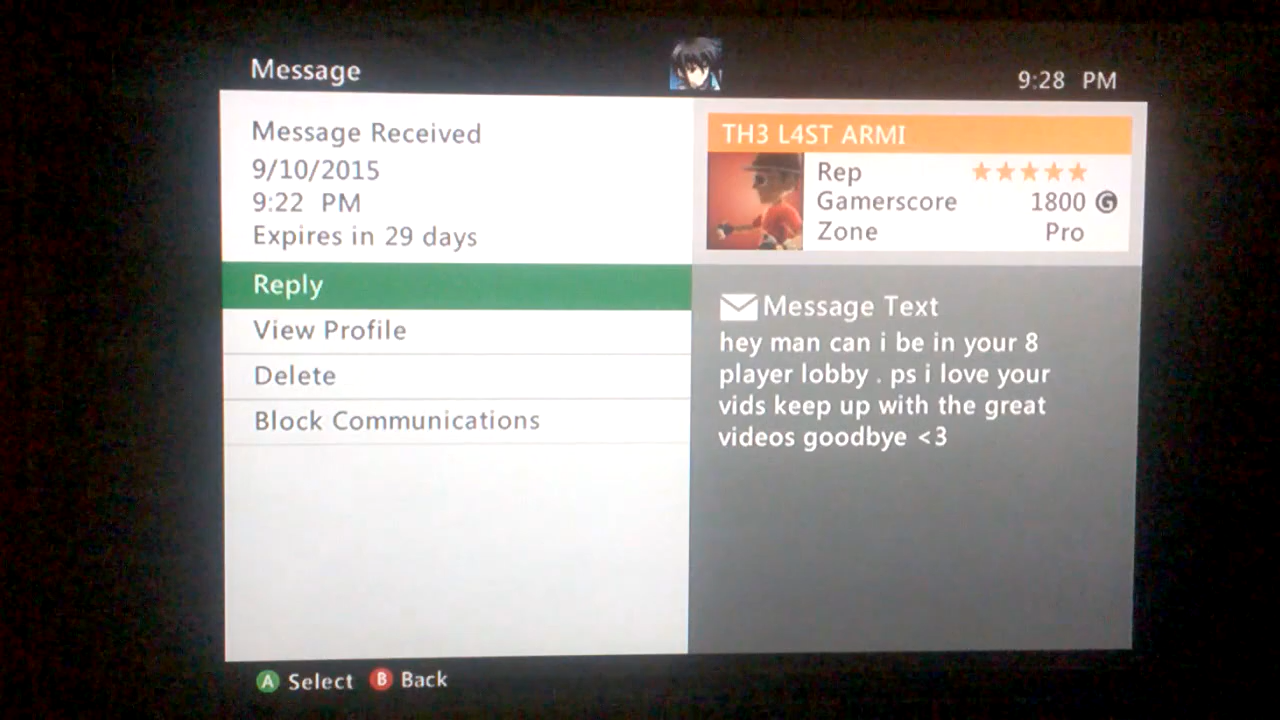 Message
9:28 PM
Message Received
9/10/2015
9:22 PM
Expires in 29 days
Reply
View Profile
Delete
Block Communications
TH3 L4ST ARMI
Rep
Gamerscore 1800 G
Zone Pro
Message Text
hey man can i be in your 8
player lobby . ps i love your
vids keep up with the great
videos goodbye <3
A Select B Back